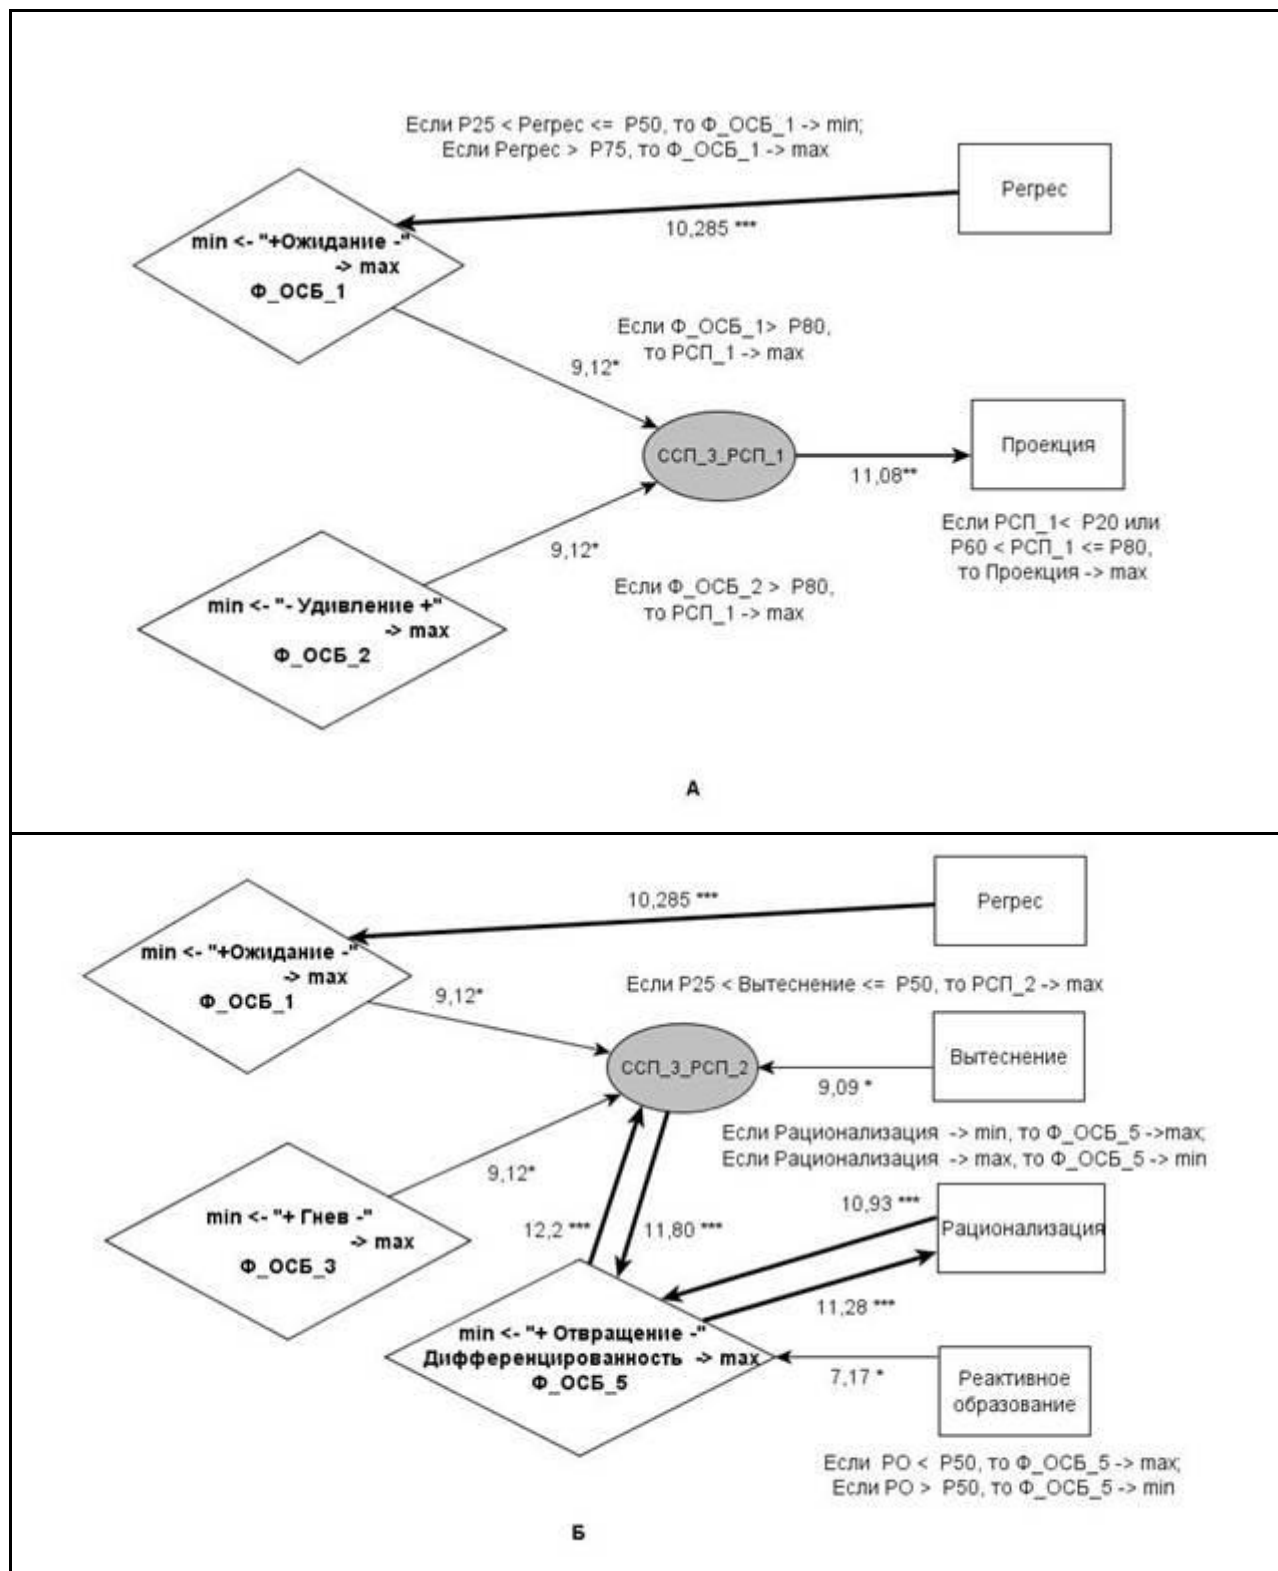 Если P25 < Регрес <= P50, то Ф_ОСБ_1 -> min;
Если Регрес > P75, то Ф_ОСБ_1 -> max
Регрес
10,285 ***
min <- "+Ожидание -"
-> max
Ф_ОСБ_1
Если Ф_ОСБ_1> P80,
то РСП_1 -> max
9,12*
ССП_3_РСП_1
11,08**
Проекция
Если РСП_1< P20 или
P60 < РСП_1 <= P80,
то Проекция -> max
9,12*
Если Ф_ОСБ_2 > P80,
то РСП_1 -> max
min <- "- Удивление +"
-> max
Ф_ОСБ_2
А
10,285 ***
Регрес
min <- "+Ожидание -"
-> max
Ф_ОСБ_1
9,12*
Если P25 < Вытеснение <= P50, то РСП_2 -> max
ССП_3_РСП_2
Вытеснение
9,09 *
Если Рационализация -> min, то Ф_ОСБ_5 ->max;
Если Рационализация -> max, то Ф_ОСБ_5 -> min
9,12*
min <- "+ Гнев -"
-> max
Ф_ОСБ_3
12,2 ***
11,80 ***
10,93 ***
Рационализация
11,28 ***
min <- "+ Отвращение -"
Дифференцированность -> max
Ф_ОСБ_5
7,17 *
Реактивное
образование
Если РО < P50, то Ф_ОСБ_5 -> max;
Если РО > P50, то Ф_ОСБ_5 -> min
Б